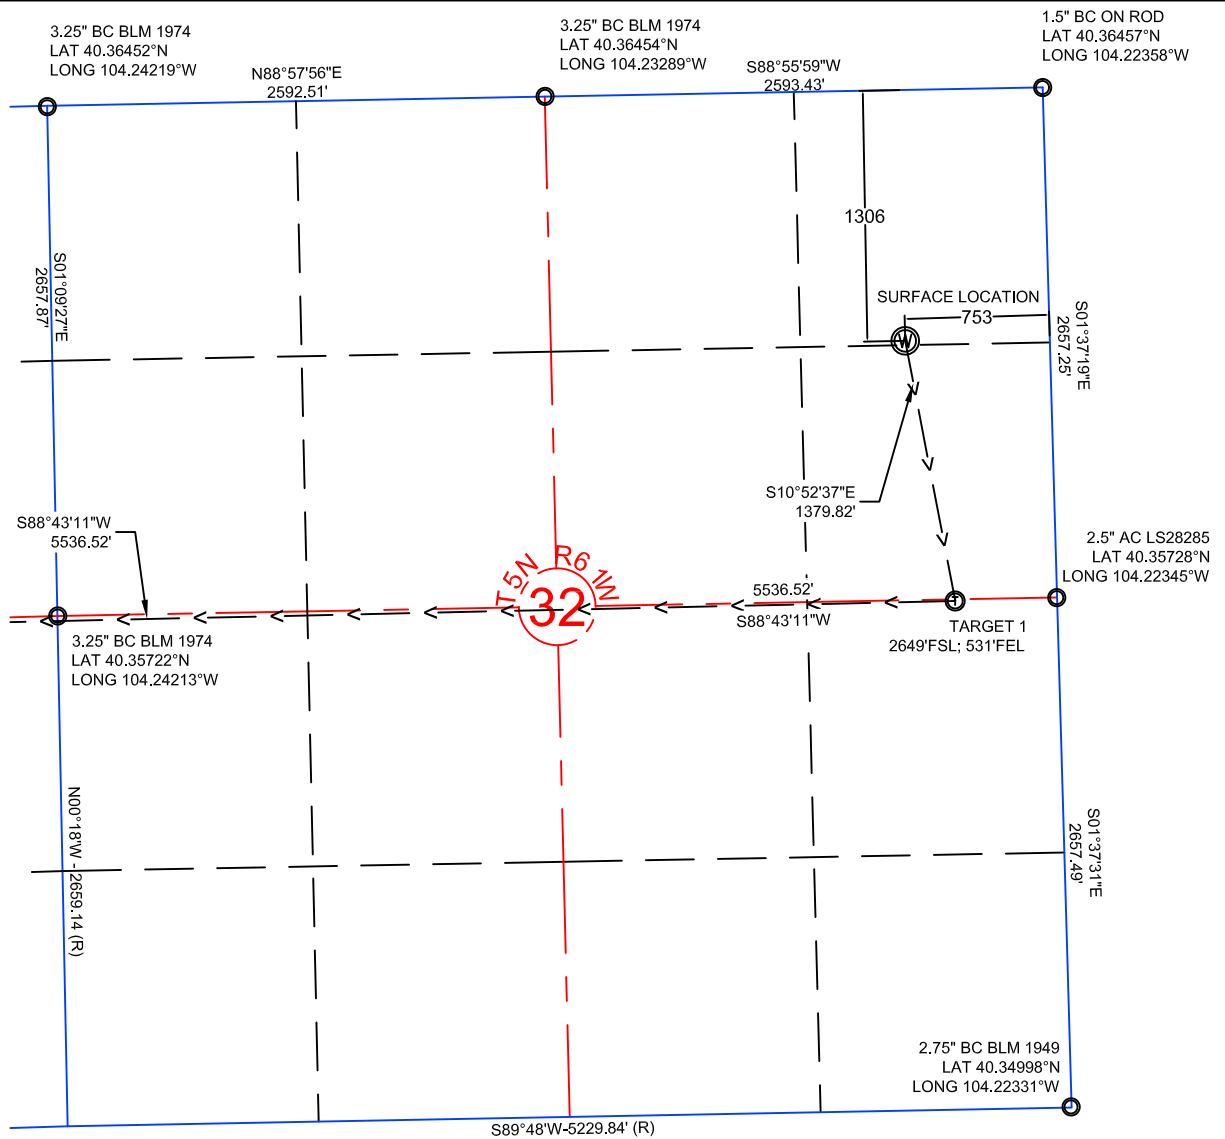 3.25" BC BLM 1974
LAT 40.36452°N
LONG 104.24219°W
N88°57'56"E
2592.51'
3.25" BC BLM 1974
LAT 40.36454°N
LONG 104.23289°W
S88°55'59"W
2593.43'
1.5" BC ON ROD
LAT 40.36457°N
LONG 104.22358°W
1306
SURFACE LOCATION
753
W
S01°09'27"E
2657.87'
S01°37'19"E
2657.25'
S10°52'37"E
1379.82'
S88°43'11"W
5536.52'
2.5" AC LS28285
LAT 40.35728°N
LONG 104.22345°W
T5N R61W
32
5536.52'
S88°43'11"W
T
TARGET 1
2649'FSL; 531'FEL
3.25" BC BLM 1974
LAT 40.35722°N
LONG 104.24213°W
N00°18'W -2659.14 (R)
S01°37'31"E
2657.49'
2.75" BC BLM 1949
LAT 40.34998°N
LONG 104.22331°W
S89°48'W-5229.84' (R)